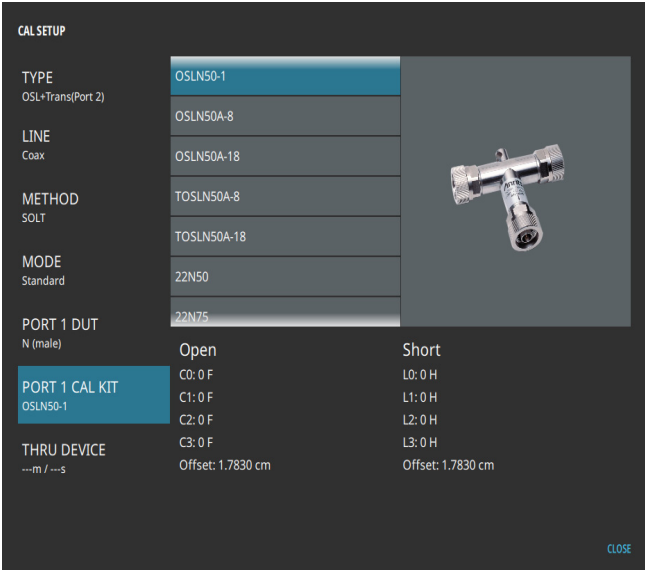 CAL SETUP
TYPE
OSL+Trans(Port 2)
LINE
Coax
METHOD
SOLT
MODE
Standard
PORT 1 DUT
N (male)
PORT 1 CAL KIT
OSLN50-1
THRU DEVICE
---m / ---s
OSLN50-1
OSLN50A-8
OSLN50A-18
TOSLN50A-8
TOSLN50A-18
22N50
22N75
Open
C0: 0 F
C1: 0 F
C2: 0 F
C3: 0 F
Offset: 1.7830 cm
Short
L0: 0 H
L1: 0 H
L2: 0 H
L3: 0 H
Offset: 1.7830 cm
CLOSE